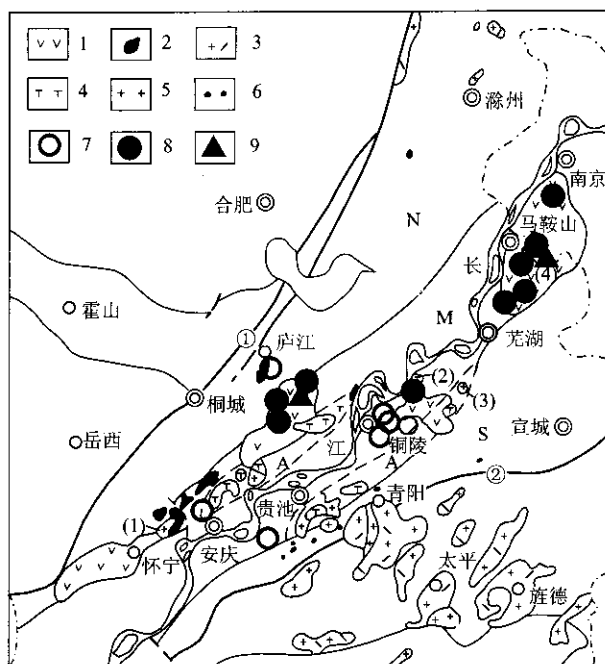 1 2 3
4 5 6
7 8 9
滁州
南京
合肥
N
马鞍山
长
(4)
霍山
M
① 庐江
芜湖
桐城
(2)
(3)
岳西
江
铜陵
S
宣城
A
A
②
贵池
青阳
(1)
安庆
太平
怀宁
旌德